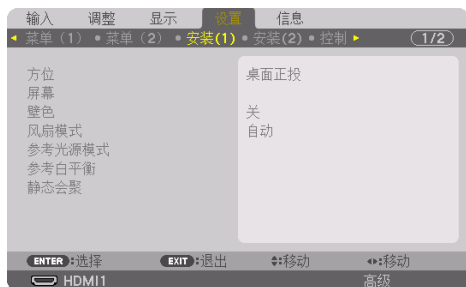 输入 调整 显示 设置 信息
菜单（1） • 菜单（2） • 安装(1) • 安装(2) • 控制 1/2
方位 桌面正投
屏幕
壁色 关
风扇模式 自动
参考光源模式
参考白平衡
静态会聚
ENTER:选择 EXIT:退出 :移动 :移动
HDMI1 高级